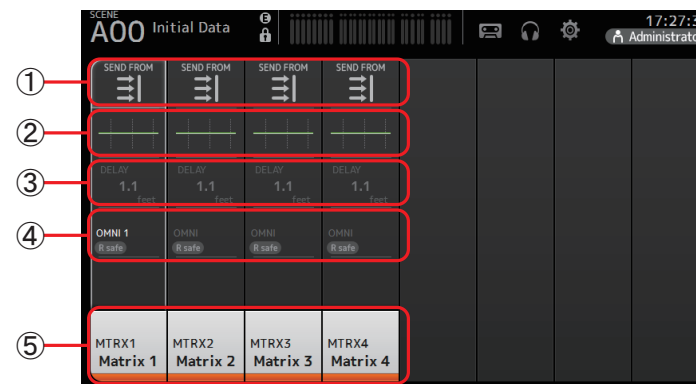 SCENE
A00 Initial Data
E
17:27:3
Administrato
① SEND FROM SEND FROM SEND FROM SEND FROM
②
③ DELAY DELAY DELAY DELAY
1.1 1.1 1.1 1.1
feet feet feet feet
④ OMNI 1 OMNI OMNI OMNI
R safe R safe R safe R safe
⑤ MTRX1 MTRX2 MTRX3 MTRX4
Matrix 1 Matrix 2 Matrix 3 Matrix 4